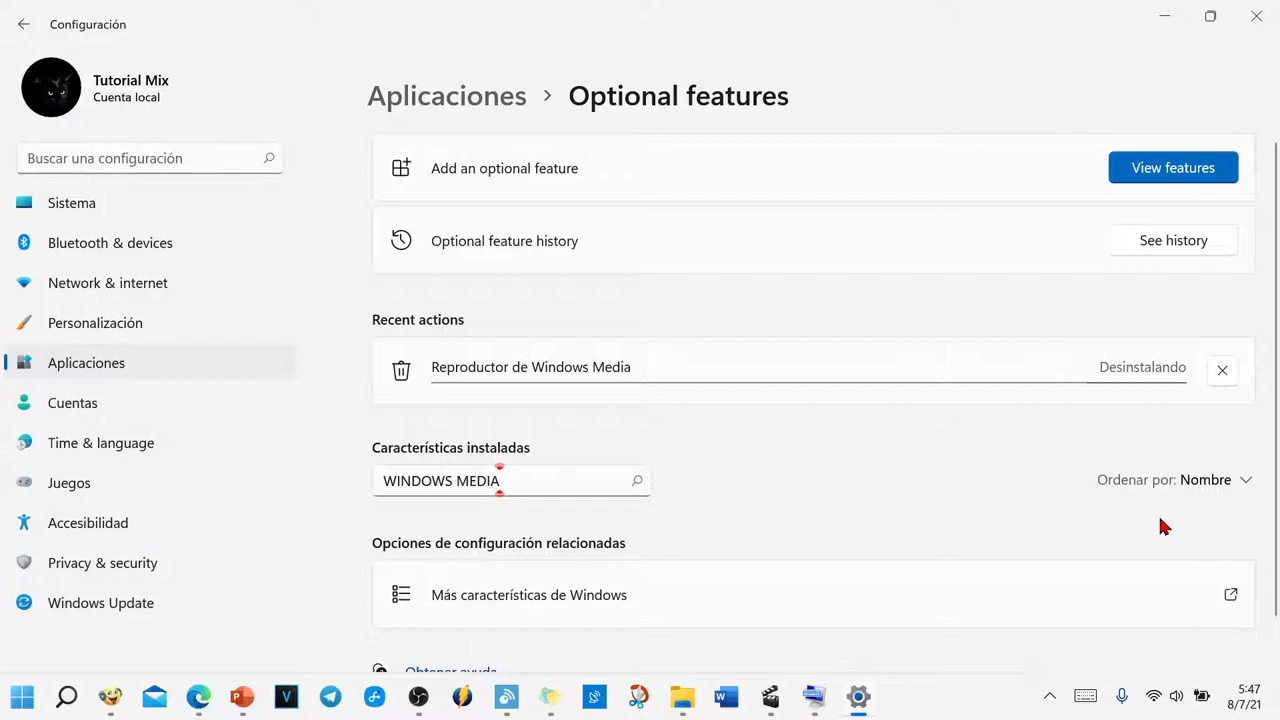 Configuración
Tutorial Mix
Cuenta local
Buscar una configuración
Sistema
Bluetooth & devices
Network & internet
Personalización
Aplicaciones
Cuentas
Time & language
Juegos
Accesibilidad
Privacy & security
Windows Update
Aplicaciones > Optional features
Add an optional feature
View features
Optional feature history
See history
Recent actions
Reproductor de Windows Media
Desinstalando
Características instaladas
WINDOWS MEDIA
Ordenar por: Nombre
Opciones de configuración relacionadas
Más características de Windows
Obtener ayuda
5:47
8/7/21